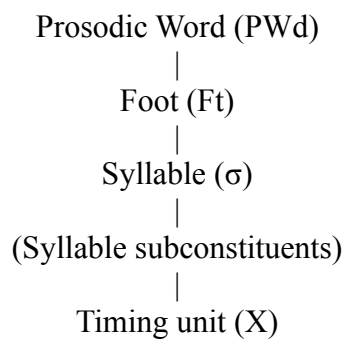 Prosodic Word (PWd)
Foot (Ft)
Syllable (σ)
(Syllable subconstituents)
Timing unit (X)